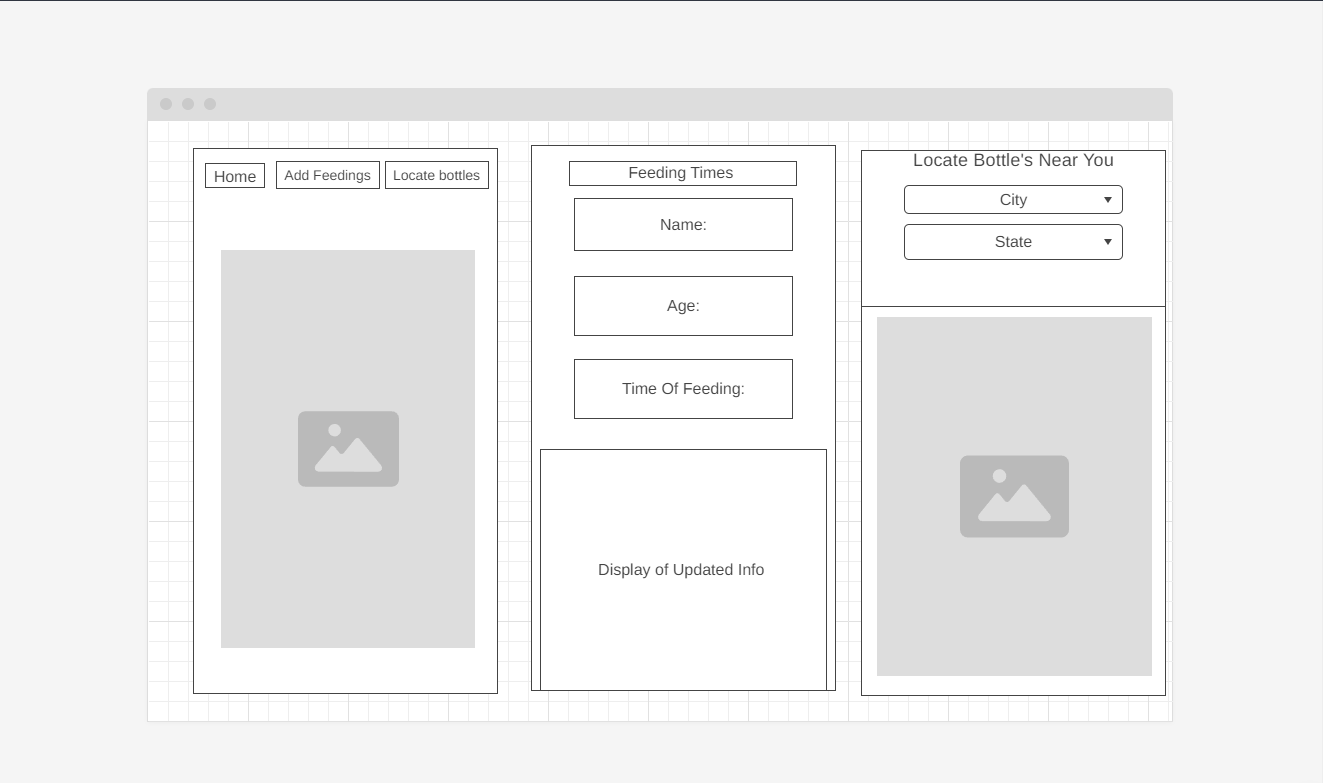 Home
Add Feedings
Locate bottles
Feeding Times
Name:
Age:
Time Of Feeding:
Display of Updated Info
Locate Bottle's Near You
City
State